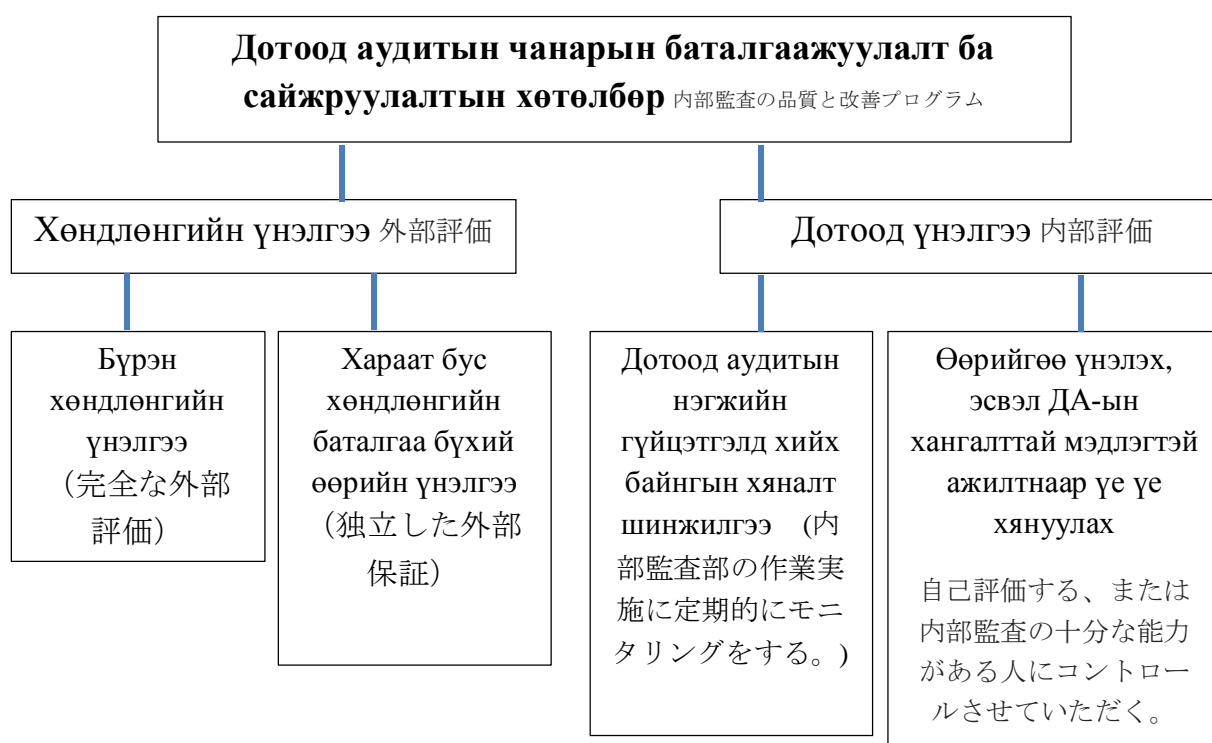 Дотоод аудитын чанарын баталгаажуулалт ба
сайжруулалтын хөтөлбөр 内部監査の品質と改善プログラム
Хөндлөнгийн үнэлгээ 外部評価
Дотоод үнэлгээ 内部評価
Бүрэн
хөндлөнгийн
үнэлгээ
（完全な外部
評価）
Хараат бус
хөндлөнгийн
баталгаа бүхий
өөрийн үнэлгээ
（独立した外部
保証）
Дотоод аудитын
нэгжийн
гүйцэтгэлд хийх
байнгын хяналт
шинжилгээ (内
部監査部の作業実
施に定期的にモニ
タリングをする。)
Өөрийгөө үнэлэх,
эсвэл ДА-ын
хангалттай мэдлэгтэй
ажилтнаар үе үе
хянуулах
自己評価する、または
内部監査の十分な能力
がある人にコントロー
ルさせていただく。